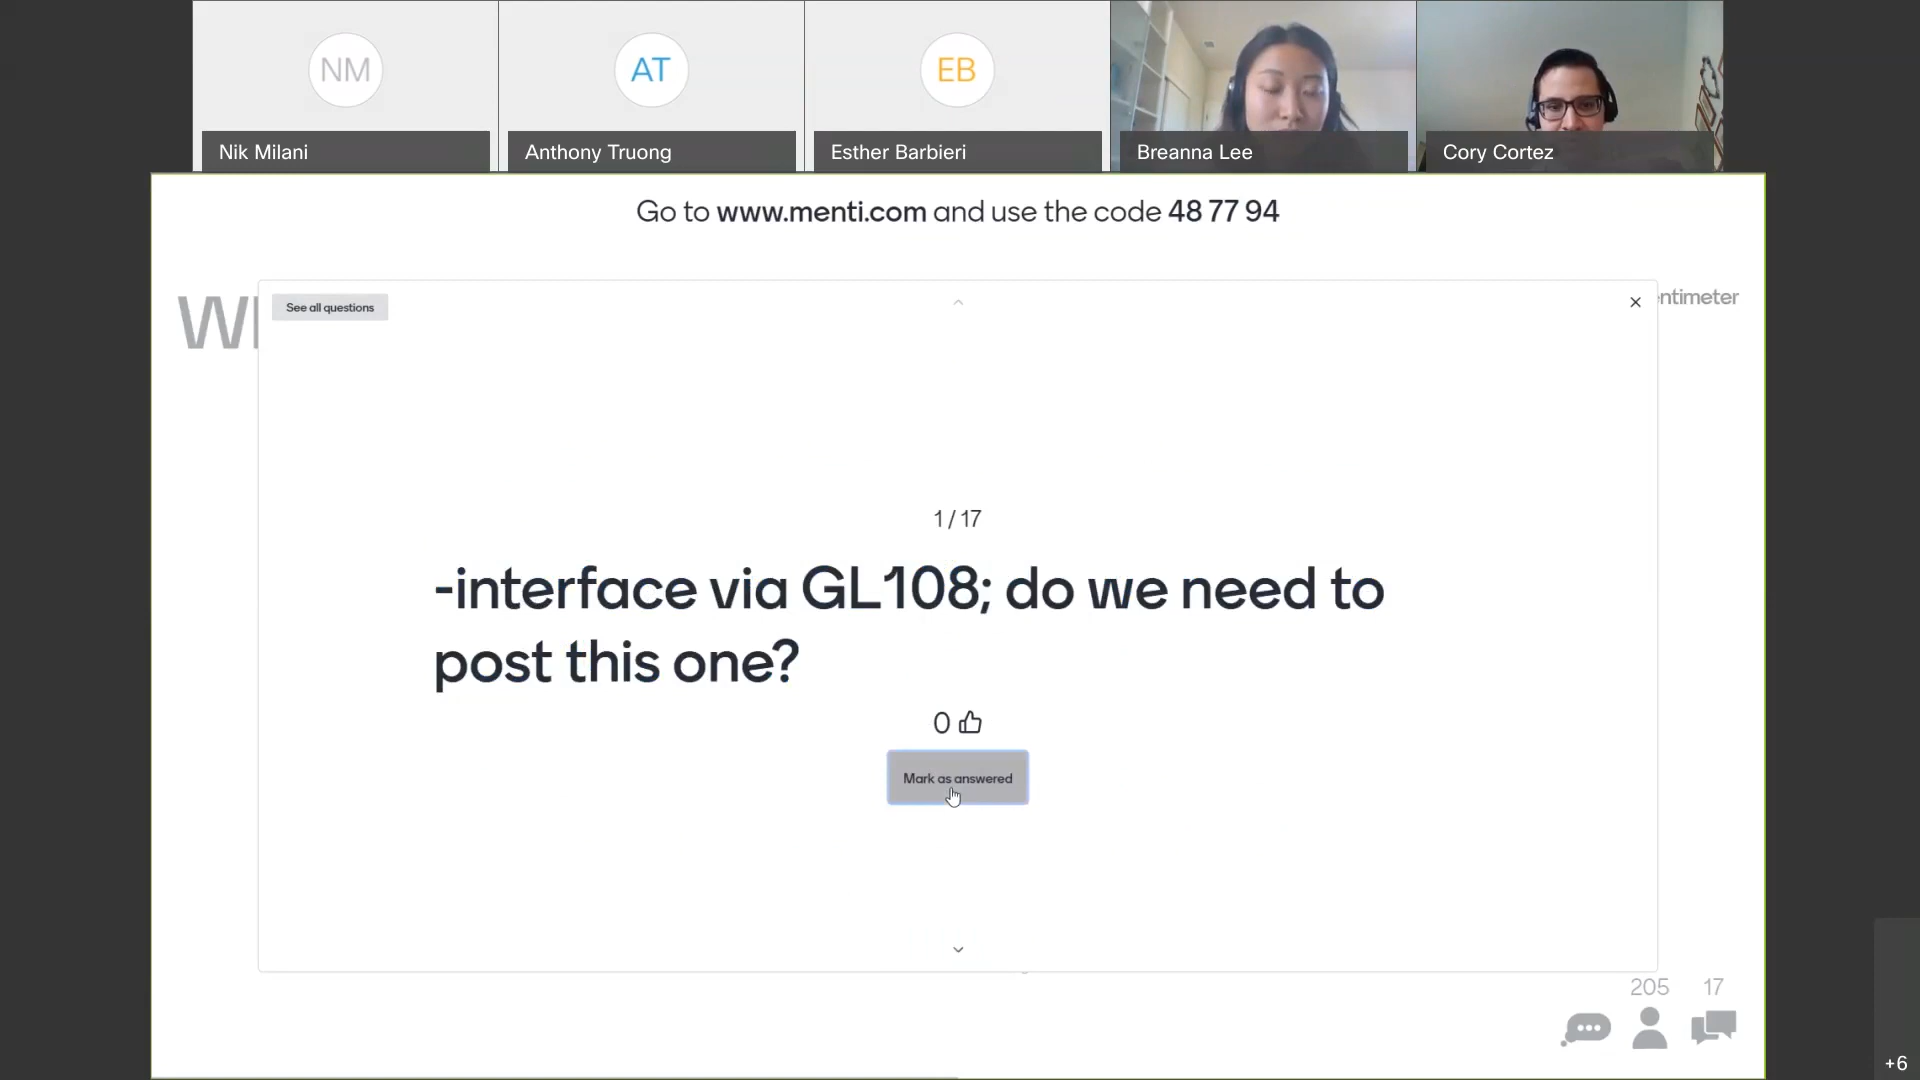 NM
AT
EB
Nik Milani
Anthony Truong
Esther Barbieri
Breanna Lee
Cory Cortez
Go to www.menti.com and use the code 48 77 94
See all questions
ntimeter
1 / 17
-interface via GL108; do we need to
post this one?
0
Mark as answered
205
17
+6